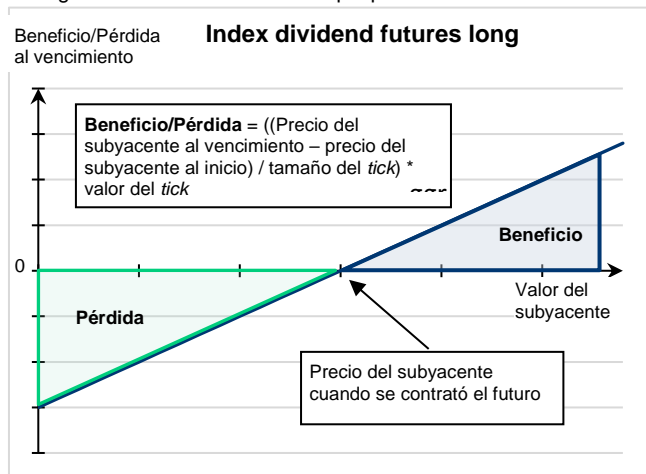 Beneficio/Pérdida
al vencimiento
Index dividend futures long
Beneficio/Pérdida = ((Precio del
subyacente al vencimiento – precio del
subyacente al inicio) / tamaño del tick) *
valor del tick
Beneficio
0
Valor del
subyacente
Pérdida
Precio del subyacente
cuando se contrató el futuro